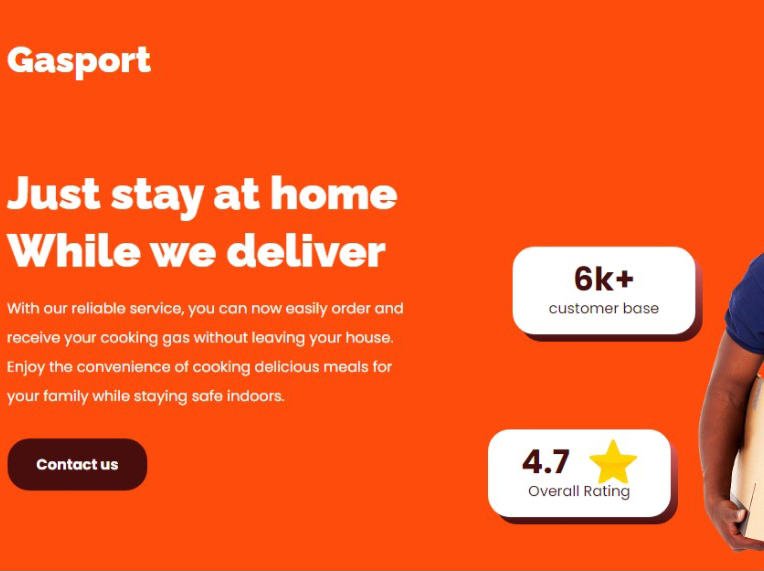 Gasport
Just stay at home
While we deliver
With our reliable service, you can now easily order and
receive your cooking gas without leaving your house.
Enjoy the convenience of cooking delicious meals for
your family while staying safe indoors.
Contact us
6k+
customer base
4.7
Overall Rating